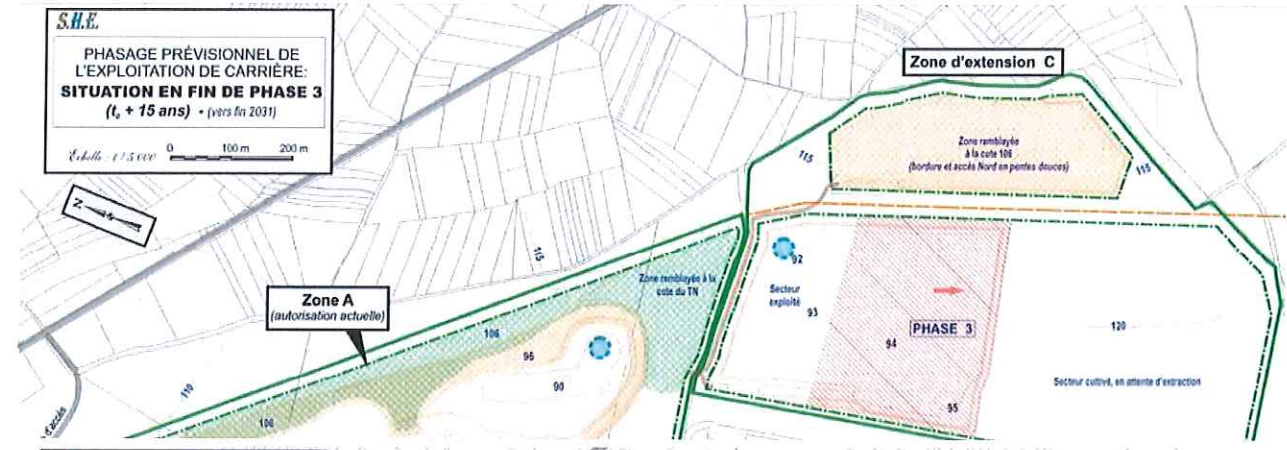 S.H.E.
PHASAGE PRÉVISIONNEL DE
L'EXPLOITATION DE CARRIÈRE:
SITUATION EN FIN DE PHASE 3
(t₀ + 15 ans) - (vers fin 2031)
Echelle : 1 / 5 000
0 100 m 200 m
N
Zone d'extension C
Zone remblayée
à la cote 106
(bordure et accès Nord en pentes douces)
115
115
115
Zone A
(autorisation actuelle)
Zone remblayée à la
cote du TN
92
Secteur
exploité
93
PHASE 3
94
95
120
Secteur cultivé, en attente d'extraction
106
96
90
110
106
d'accès